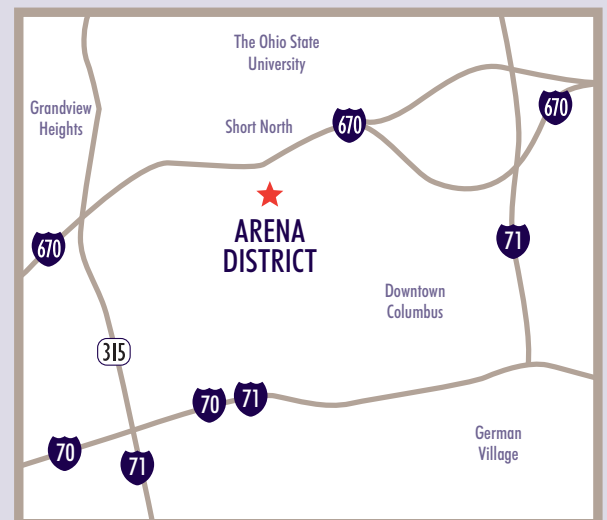 The Ohio State
University
Grandview
Heights
Short North
670
670
ARENA
DISTRICT
670
71
Downtown
Columbus
315
70
71
German
Village
70
71